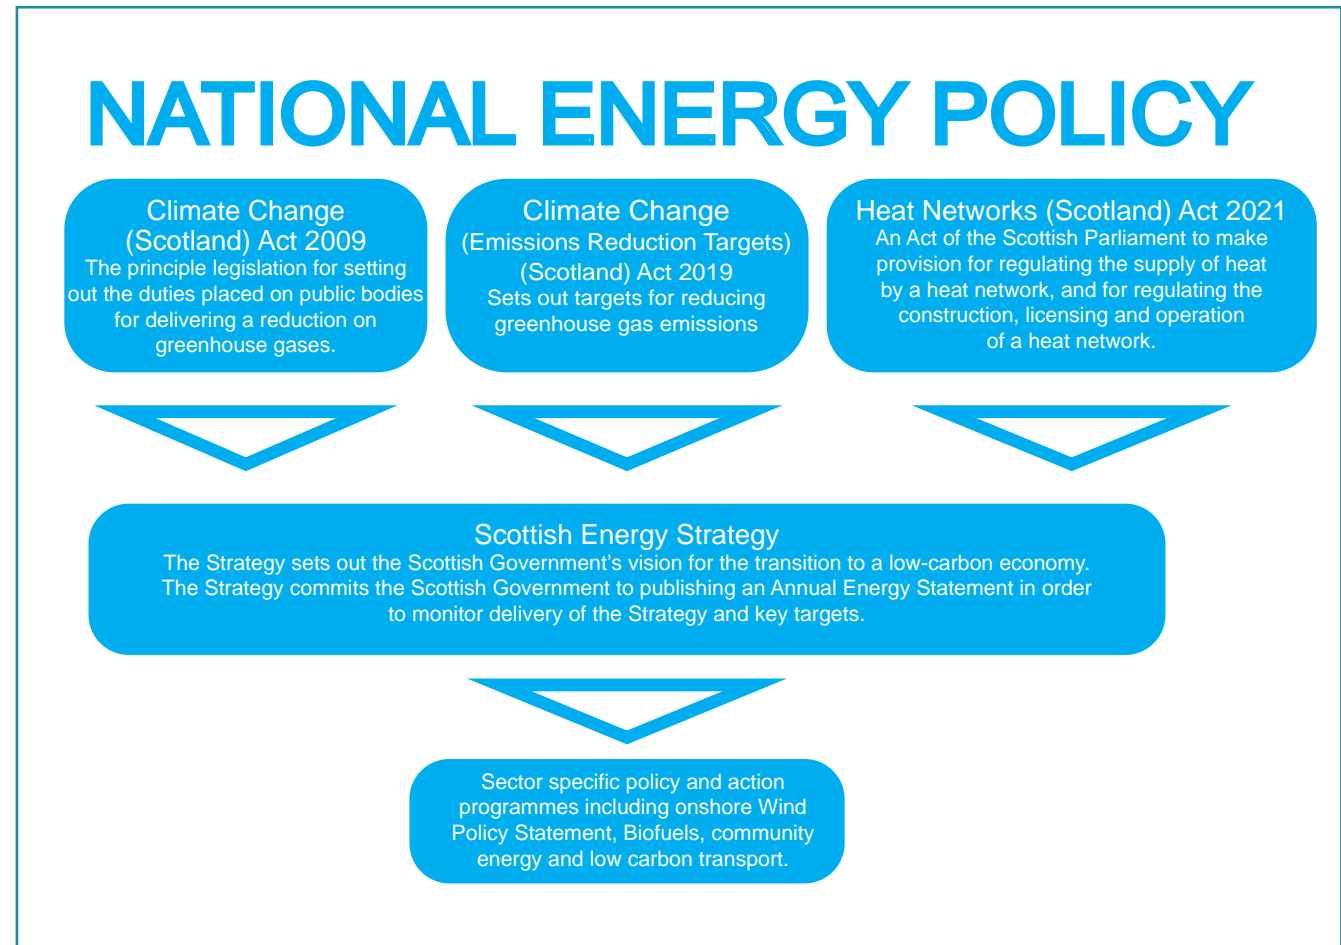 NATIONAL ENERGY POLICY
Climate Change
(Scotland) Act 2009
The principle legislation for setting
out the duties placed on public bodies
for delivering a reduction on
greenhouse gases.
Climate Change
(Emissions Reduction Targets)
(Scotland) Act 2019
Sets out targets for reducing
greenhouse gas emissions
Heat Networks (Scotland) Act 2021
An Act of the Scottish Parliament to make
provision for regulating the supply of heat
by a heat network, and for regulating the
construction, licensing and operation
of a heat network.
Scottish Energy Strategy
The Strategy sets out the Scottish Government’s vision for the transition to a low-carbon economy.
The Strategy commits the Scottish Government to publishing an Annual Energy Statement in order
to monitor delivery of the Strategy and key targets.
Sector specific policy and action
programmes including onshore Wind
Policy Statement, Biofuels, community
energy and low carbon transport.